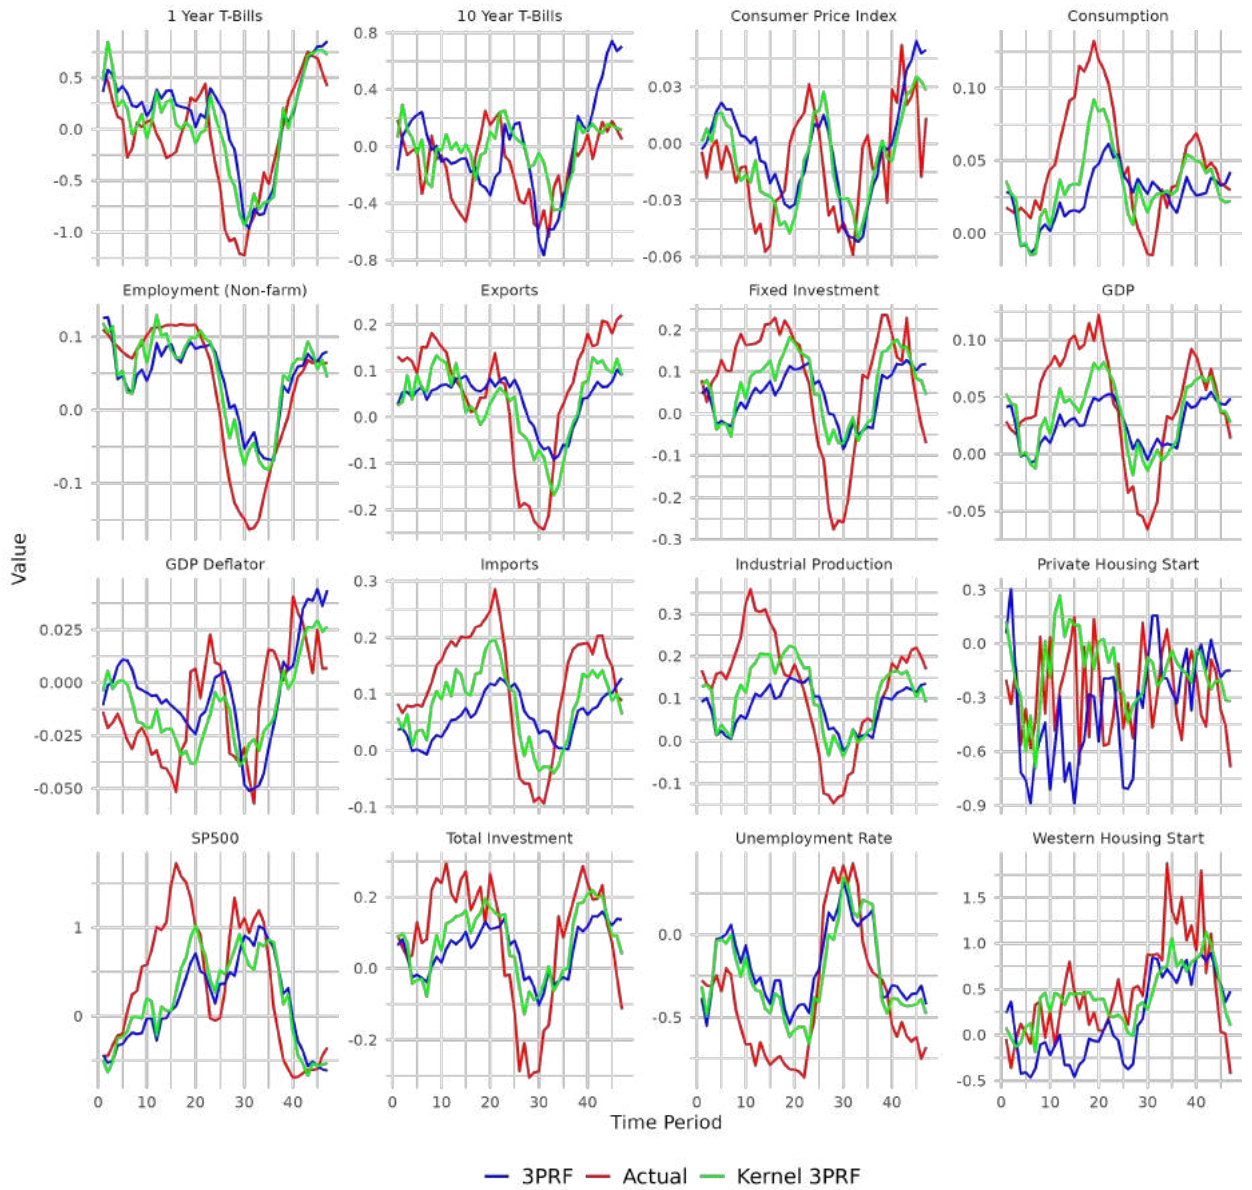 1 Year T-Bills
10 Year T-Bills
Consumer Price Index
Consumption
0.5
0.0
-0.5
-1.0
0.8
0.4
0.0
-0.4
-0.8
0.03
0.00
-0.03
-0.06
0.10
0.05
0.00
Employment (Non-farm)
Exports
Fixed Investment
GDP
0.1
0.0
-0.1
0.2
0.1
0.0
-0.1
-0.2
0.2
0.1
0.0
-0.1
-0.2
-0.3
0.10
0.05
0.00
-0.05
Value
GDP Deflator
Imports
Industrial Production
Private Housing Start
0.025
0.000
-0.025
-0.050
0.3
0.2
0.1
0.0
-0.1
0.3
0.2
0.1
0.0
-0.1
0.3
0.0
-0.3
-0.6
-0.9
SP500
Total Investment
Unemployment Rate
Western Housing Start
1
0
0.2
0.0
-0.2
0.0
-0.5
1.5
1.0
0.5
0.0
-0.5
0 10 20 30 40
0 10 20 30 40
0 10 20 30 40
0 10 20 30 40
Time Period
3PRF Actual Kernel 3PRF